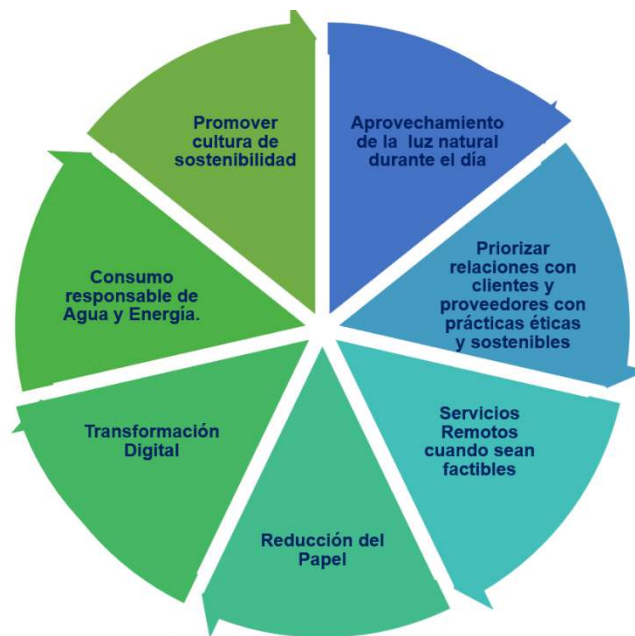 Aprovechamiento
de la luz natural
durante el día
Priorizar
relaciones con
clientes y
proveedores con
prácticas éticas
y sostenibles
Servicios
Remotos
cuando sean
factibles
Reducción del
Papel
Transformación
Digital
Consumo
responsable de
Agua y Energía.
Promover
cultura de
sostenibilidad